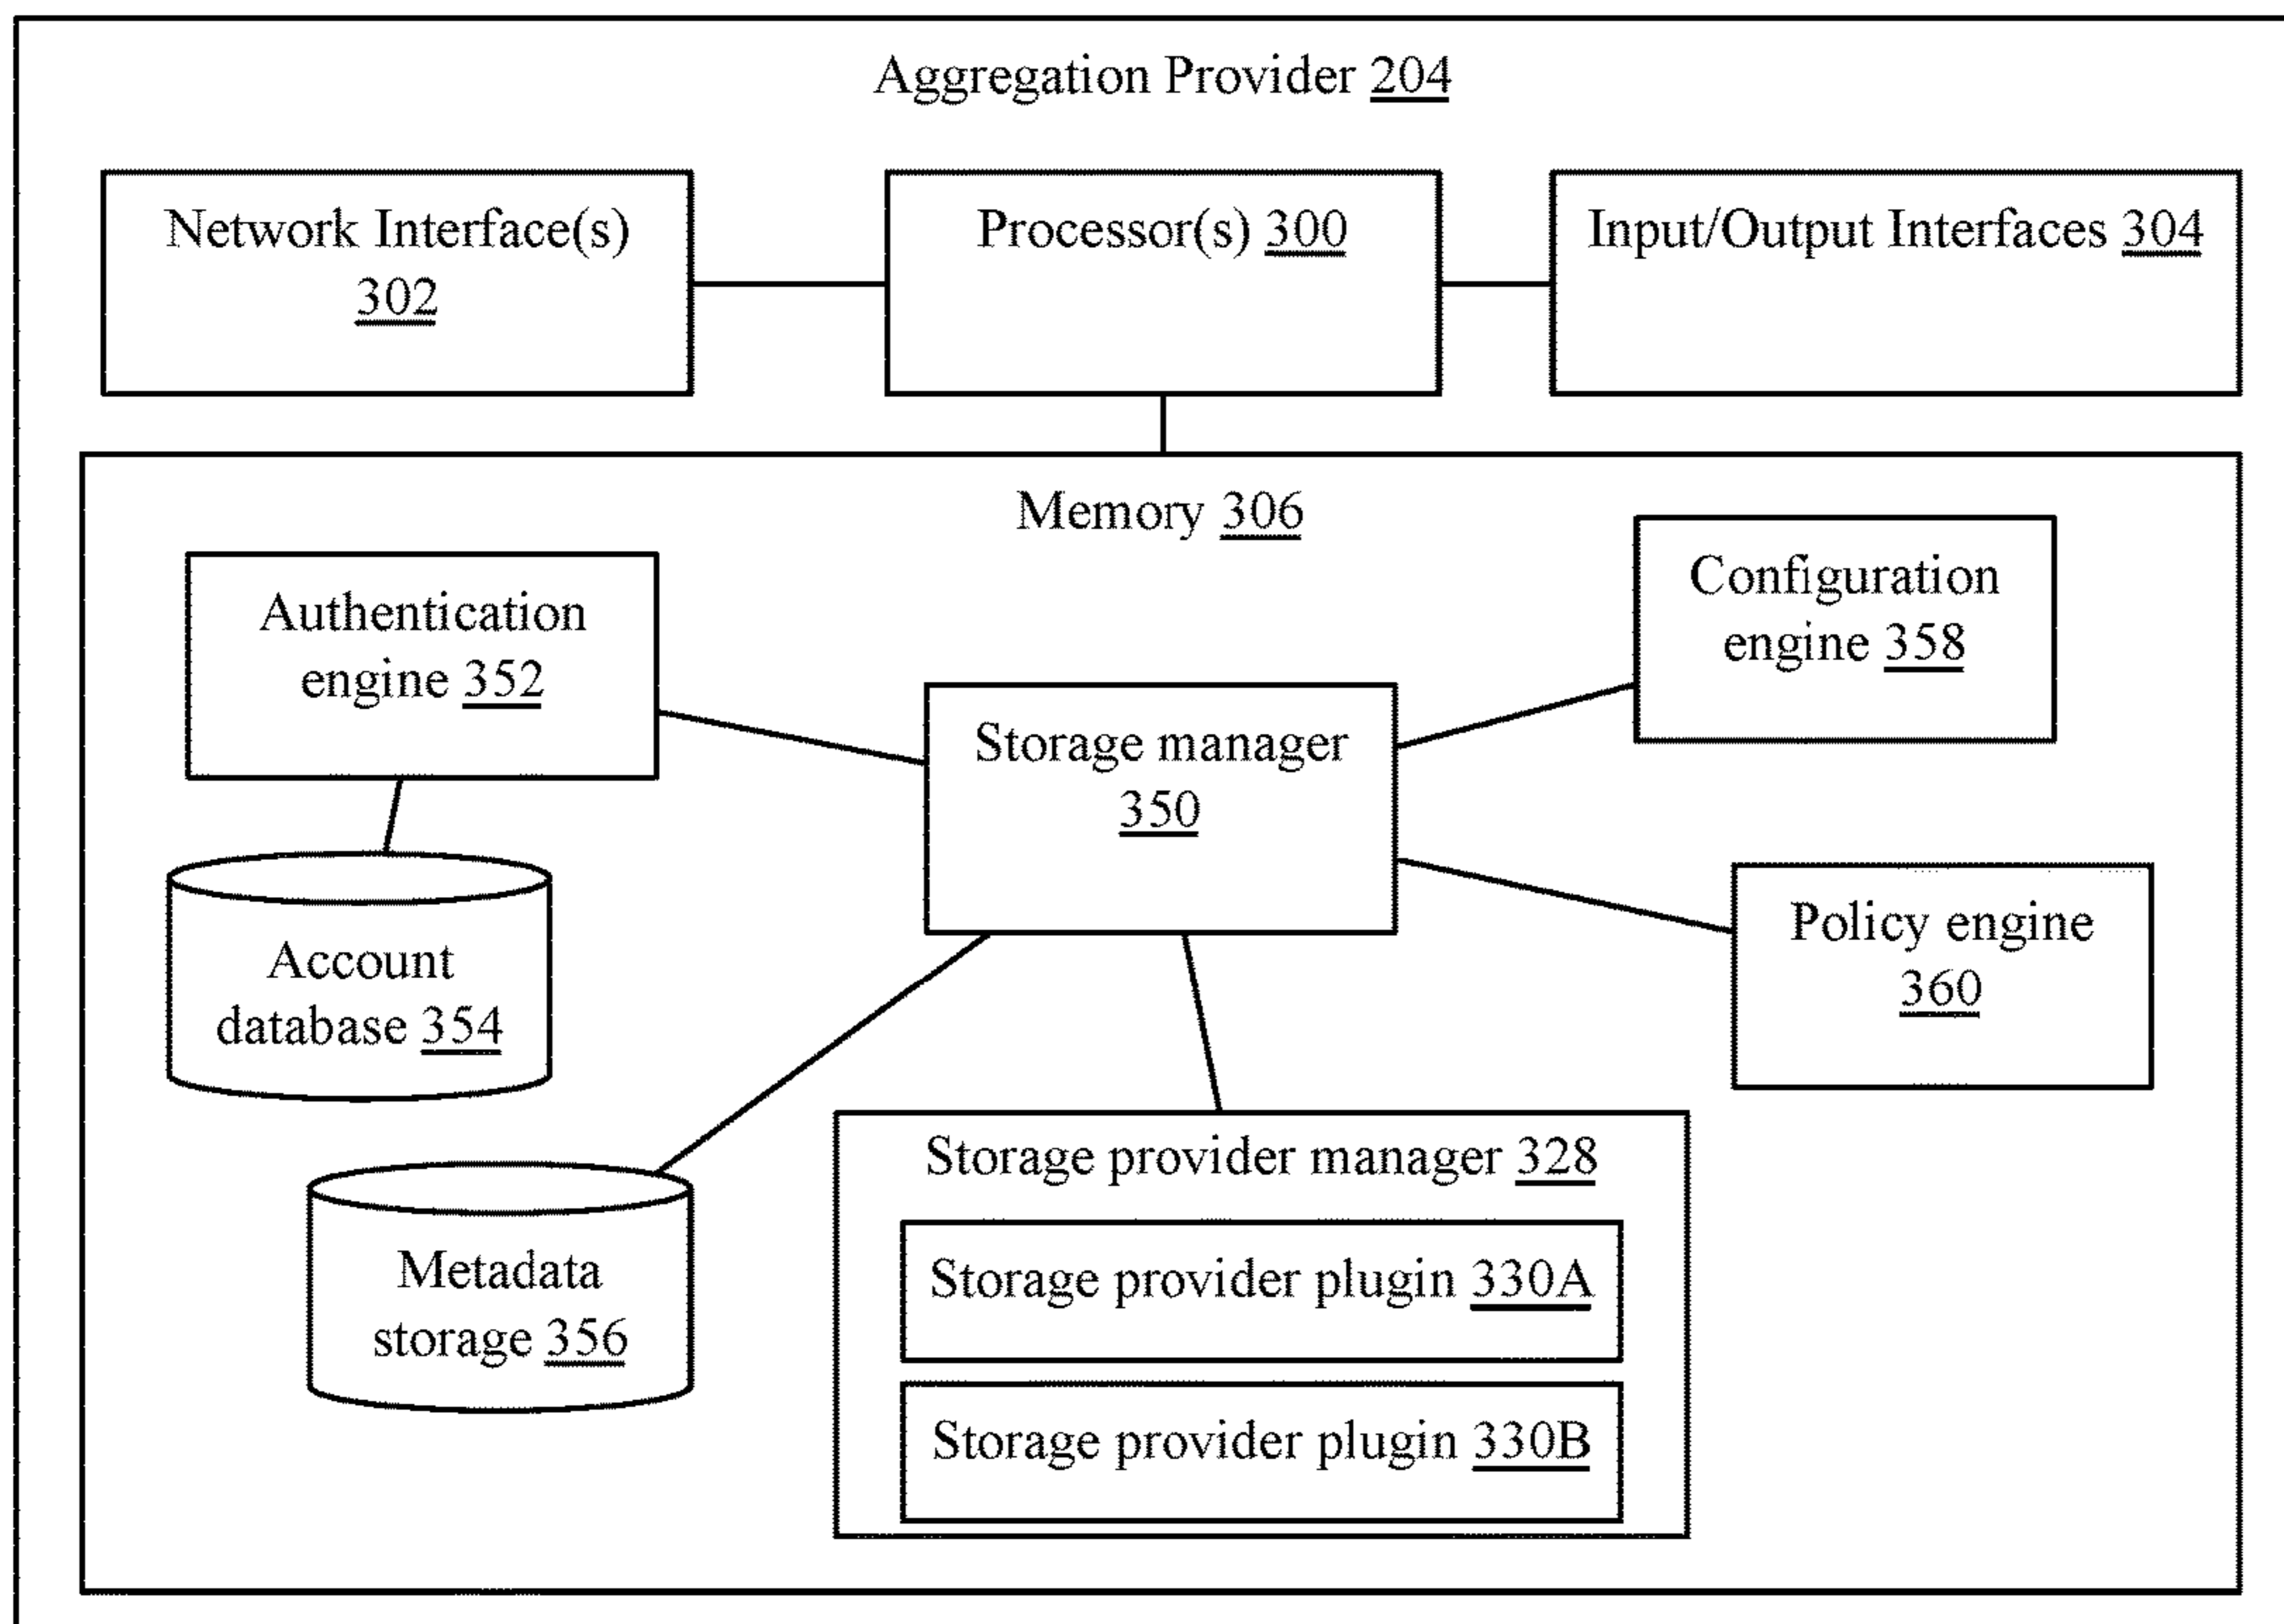 Aggregation Provider 204
Network Interface(s)
302
Processor(s) 300
Input/Output Interfaces 304
Memory 306
Authentication
engine 352
Configuration
engine 358
Storage manager
350
Account
database 354
Policy engine
360
Metadata
storage 356
Storage provider manager 328
Storage provider plugin 330A
Storage provider plugin 330B